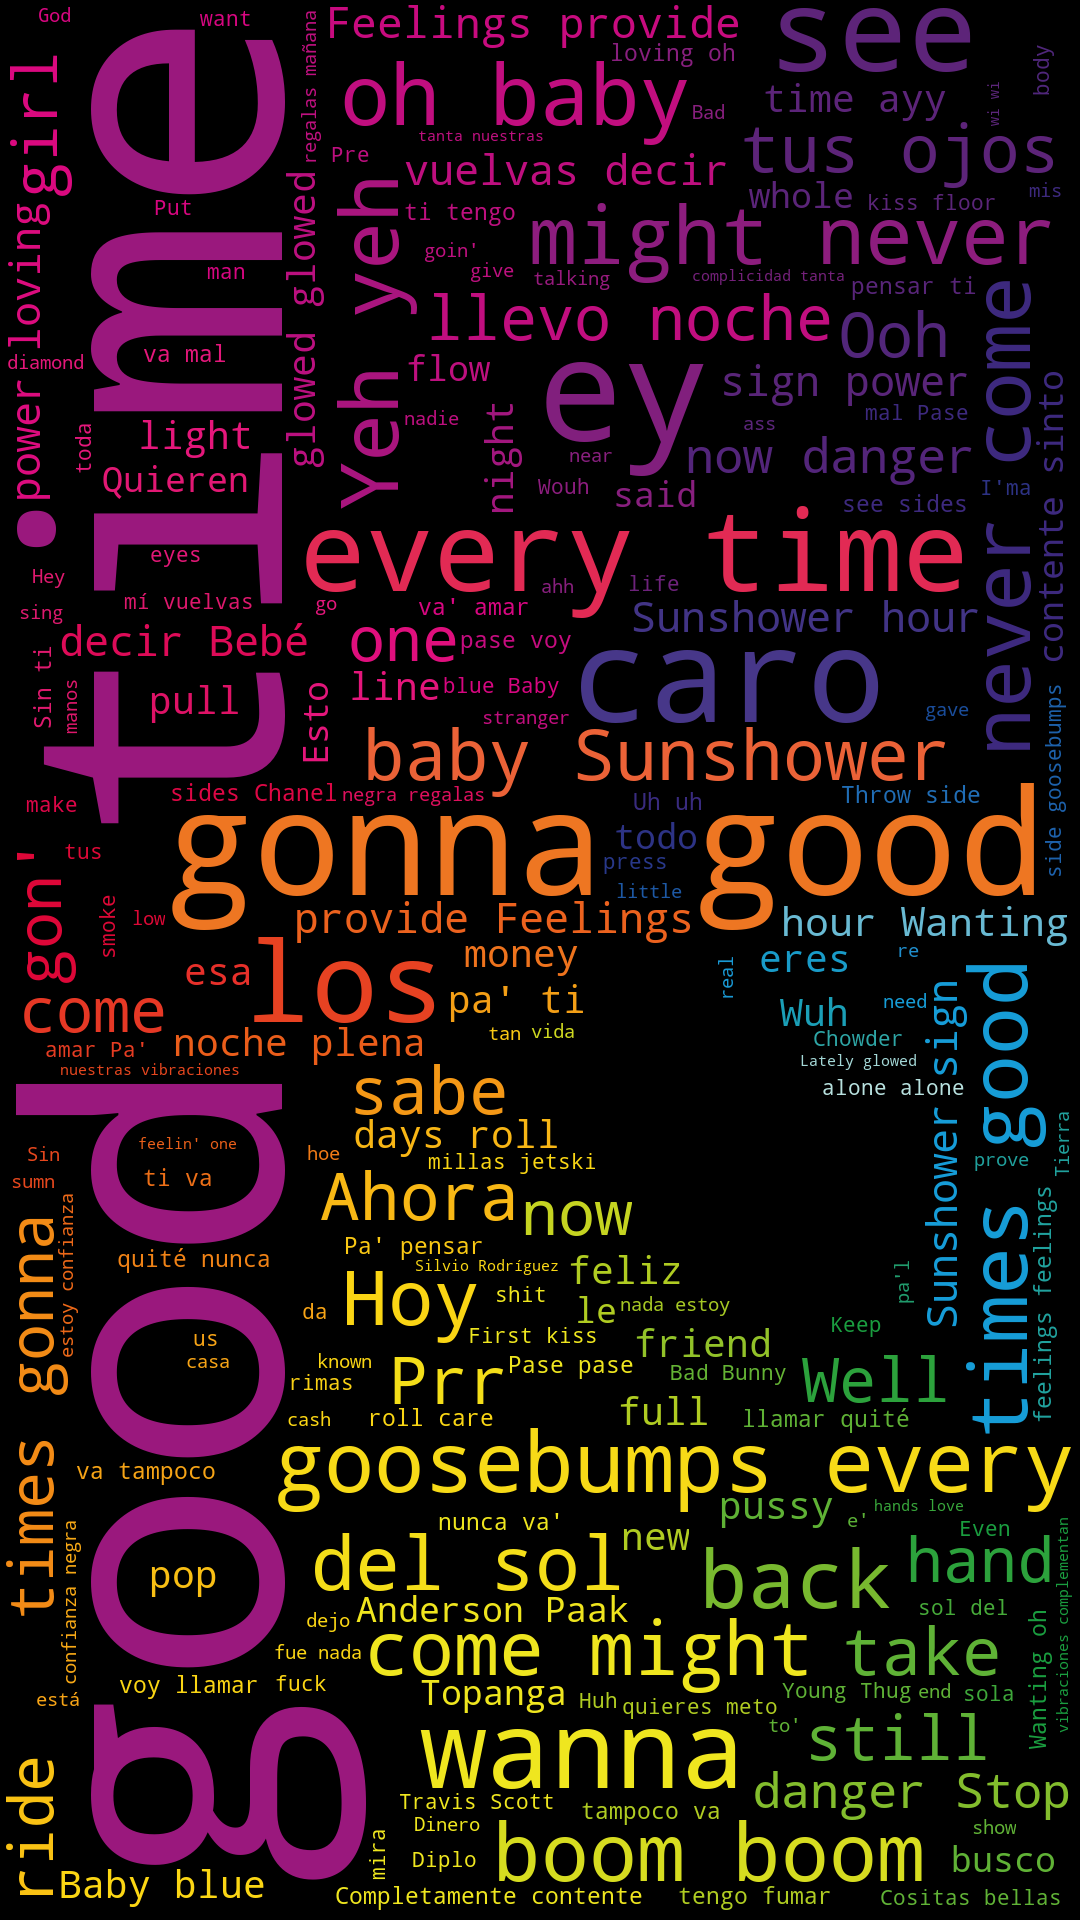 God
want
Feelings provide
see
loving oh
body
girl
good time
regalas mañana
oh baby
time ayy
Bad
wi wi
tanta nuestras
tus ojos
Pre
vuelvas decir
whole
kiss floor
mis
Put
loving
ti tengo
might never
glowed glowed
Yeh yeh
goin'
give
talking
complicidad tanta
pensar ti
man
never come
llevo noche
Ooh
va mal
diamond
flow
ey
sign power
power
contente sinto
nadie
night
mal Pase
ass
light
toda
near
now danger
Quieren
Wouh
said
see sides
I'ma
every time
eyes
Hey
ahh
life
sing
mí vuelvas
go
va' amar
Sunshower hour
decir Bebé
one
pase voy
caro
Sin ti
manos
pull
Esto
line
blue Baby
stranger
gave
side goosebumps
baby Sunshower
make
sides Chanel
negra regalas
Uh uh
Throw side
gonna good
todo
tus
press
gon'
little
smoke
low
provide Feelings
hour Wanting
los
esa
money
eres
re
real
come
pa' ti
Wuh
need
times good
Sunshower sign
amar Pa'
noche plena
tan
vida
Chowder
nuestras vibraciones
Lately glowed
sabe
alone alone
days roll
feelin' one
Sin
hoe
millas jetski
prove
Tierra
sumn
ti va
Ahora
now
estoy confianza
times gonna
quité nunca
Pa' pensar
Silvio Rodríguez
feliz
pa'l
feelings feelings
Hoy
shit
da
le
nada estoy
us
First kiss
friend
Keep
casa
known
rimas
Prr
Pase pase
Bad Bunny
Well
cash
roll care
full
llamar quité
goosebumps every
va tampoco
pussy
hands love
nunca va'
new
e'
Even
confianza negra
pop
del sol
back
hand
vibraciones complementan
dejo
Anderson Paak
sol del
fue nada
come might
take
Wanting oh
está
voy llamar
fuck
Topanga
Huh
quieres meto
Young Thug
end
sola
wanna
to'
still
ride
Travis Scott
tampoco va
danger Stop
Dinero
mira
Diplo
boom boom
show
busco
Baby blue
Completamente contente
tengo fumar
Cositas bellas